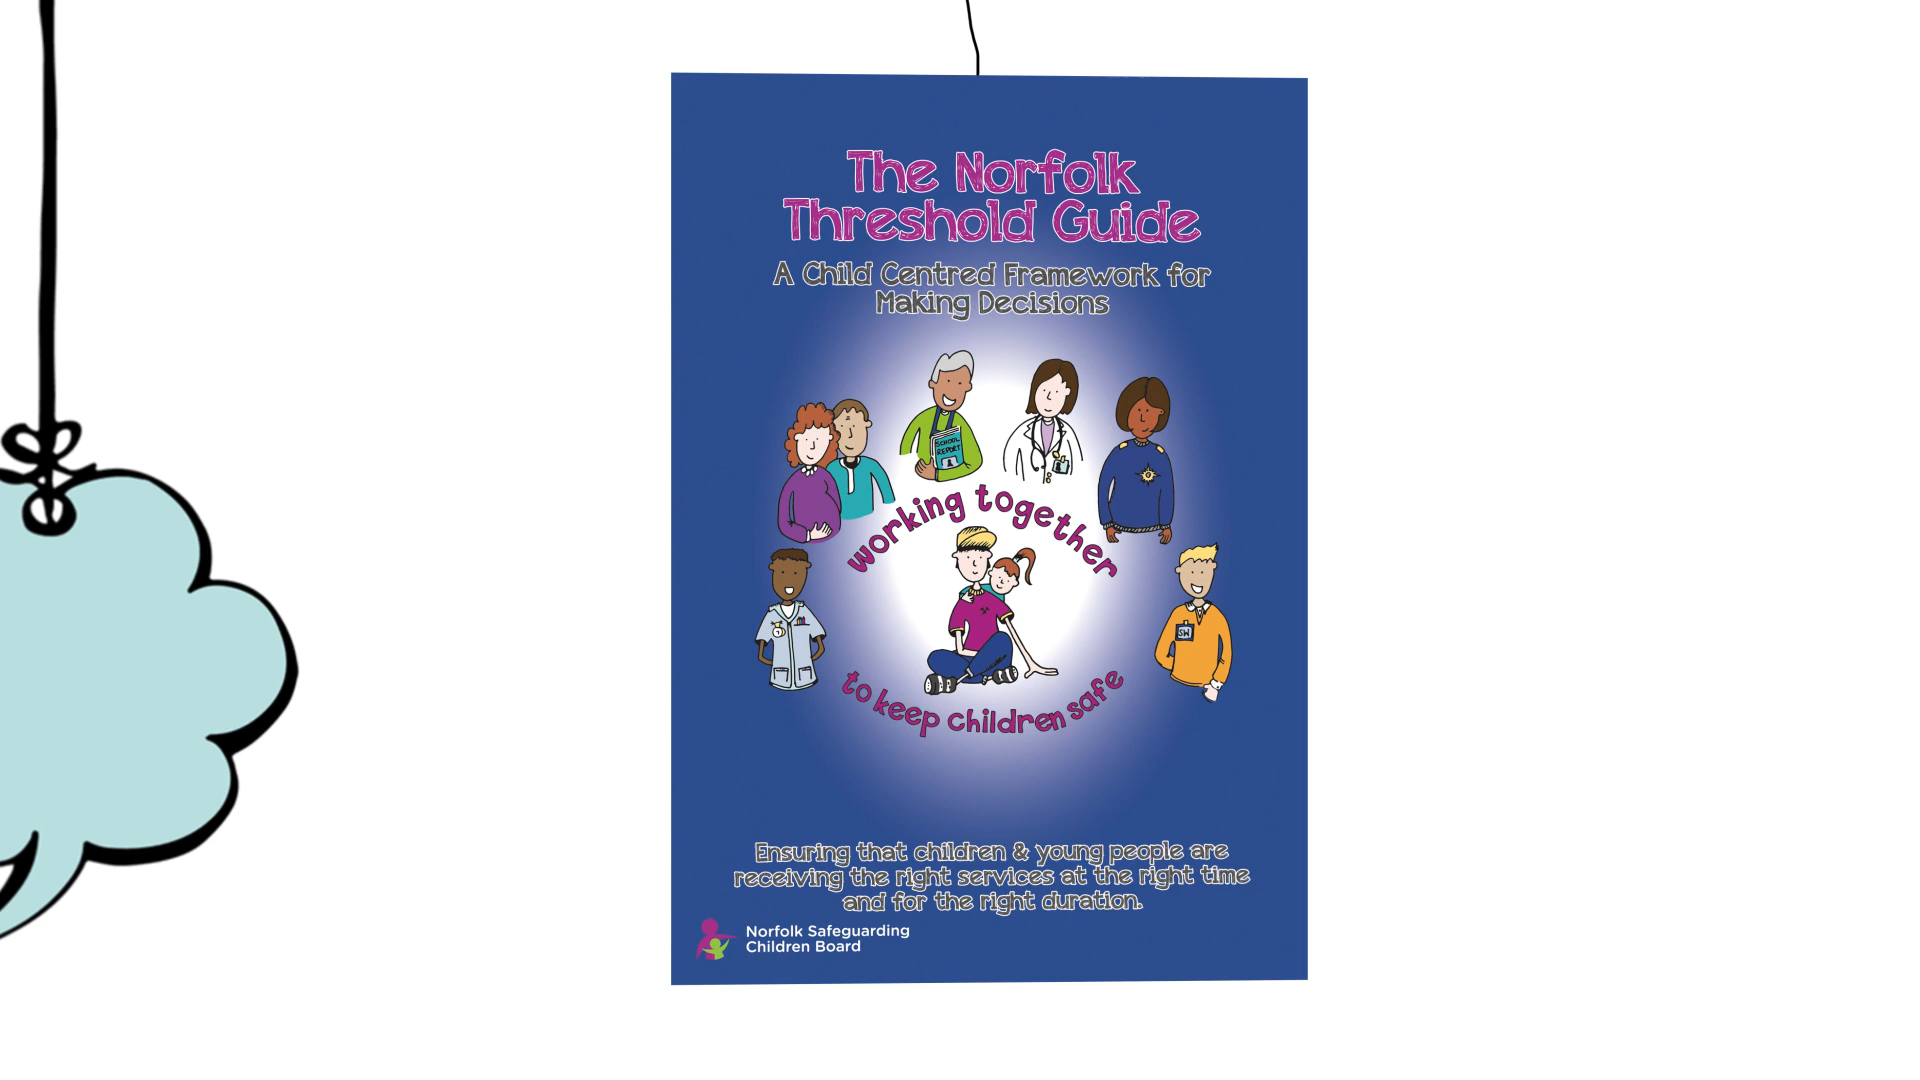 The Norfolk
Threshold Guide
A Child Centred Framework for
Making Decisions
SCHOOL
REPORT
working together
SW
to keep children safe
Ensuring that children & young people are
receiving the right services at the right time
and for the right duration.
Norfolk Safeguarding
Children Board